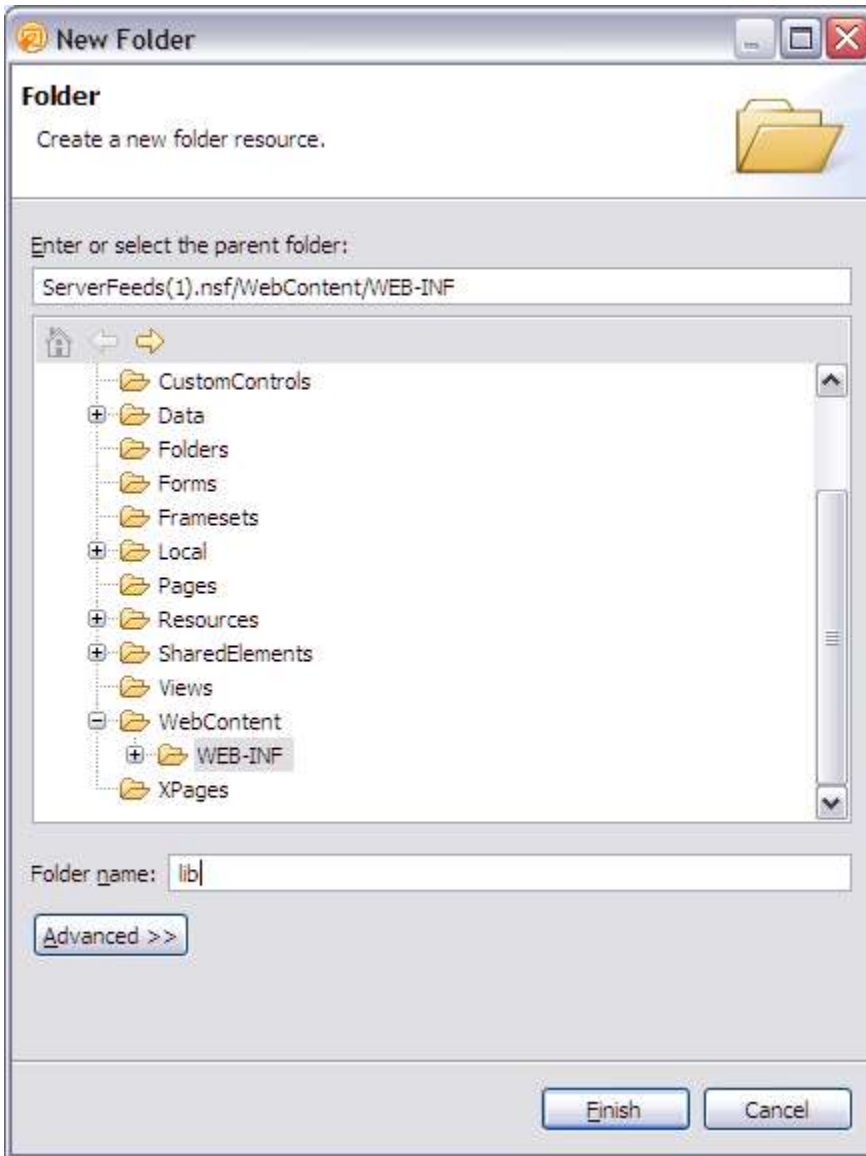 New Folder
Folder
Create a new folder resource.
Enter or select the parent folder:
ServerFeeds(1).nsf/WebContent/WEB-INF
CustomControls
Data
Folders
Forms
Framesets
Local
Pages
Resources
SharedElements
Views
WebContent
WEB-INF
XPages
Folder name: lib
Advanced >>
Finish Cancel